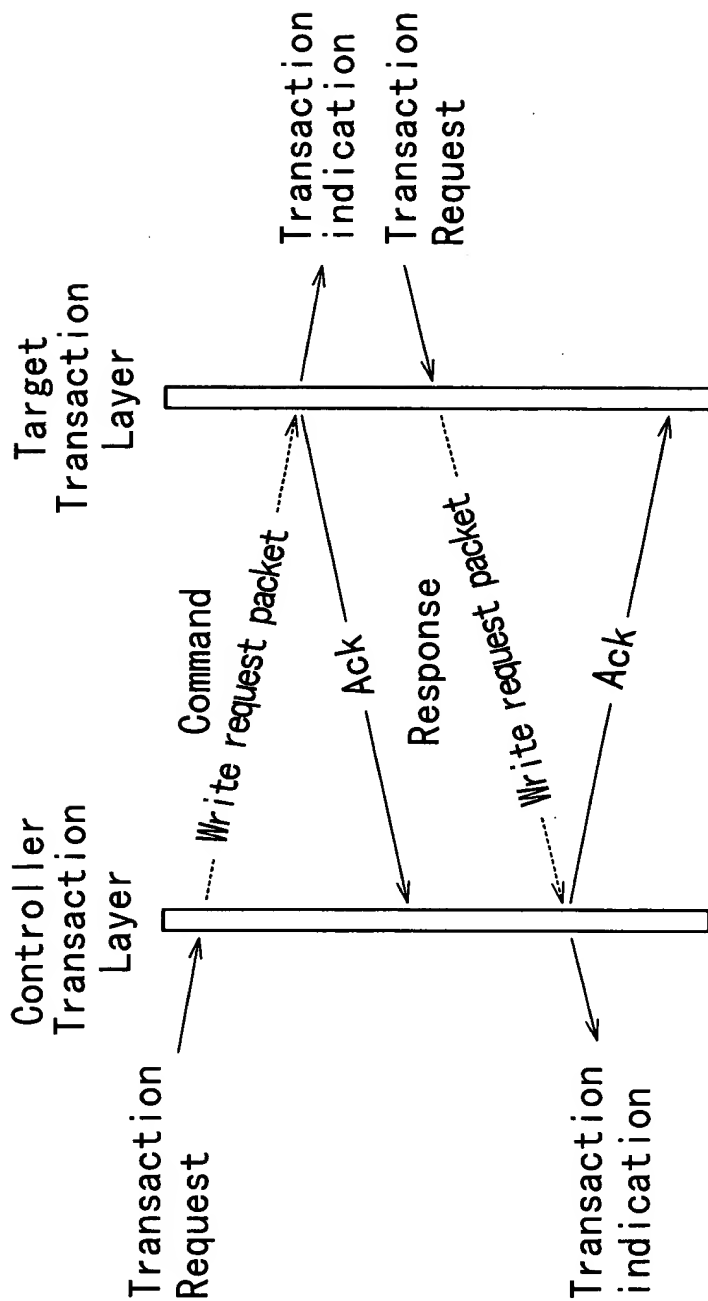 Controller
Transaction
Layer
Target
Transaction
Layer
Transaction
Request
Command
Write request packet
Transaction
indication
Ack
Transaction
Request
Response
Write request packet
Ack
Transaction
indication